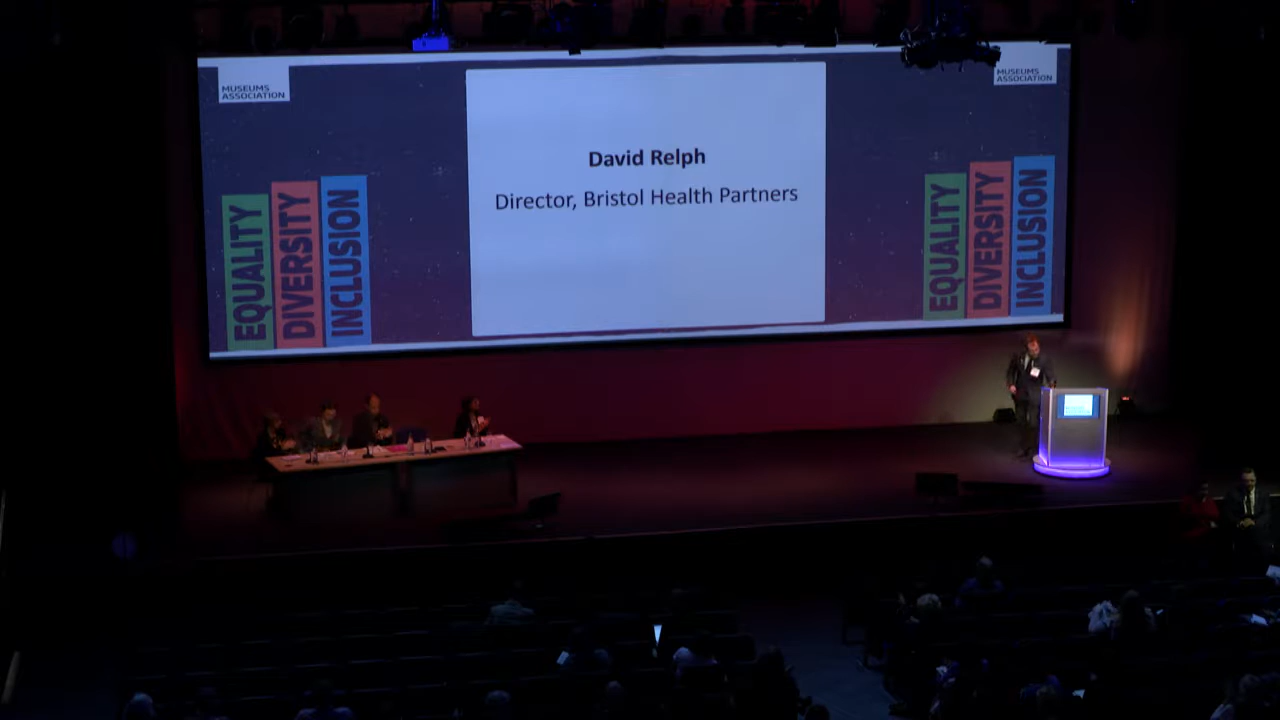 MUSEUMS
ASSOCIATION
EQUALITY
DIVERSITY
INCLUSION
David Relph
Director, Bristol Health Partners
MUSEUMS
ASSOCIATION
EQUALITY
DIVERSITY
INCLUSION